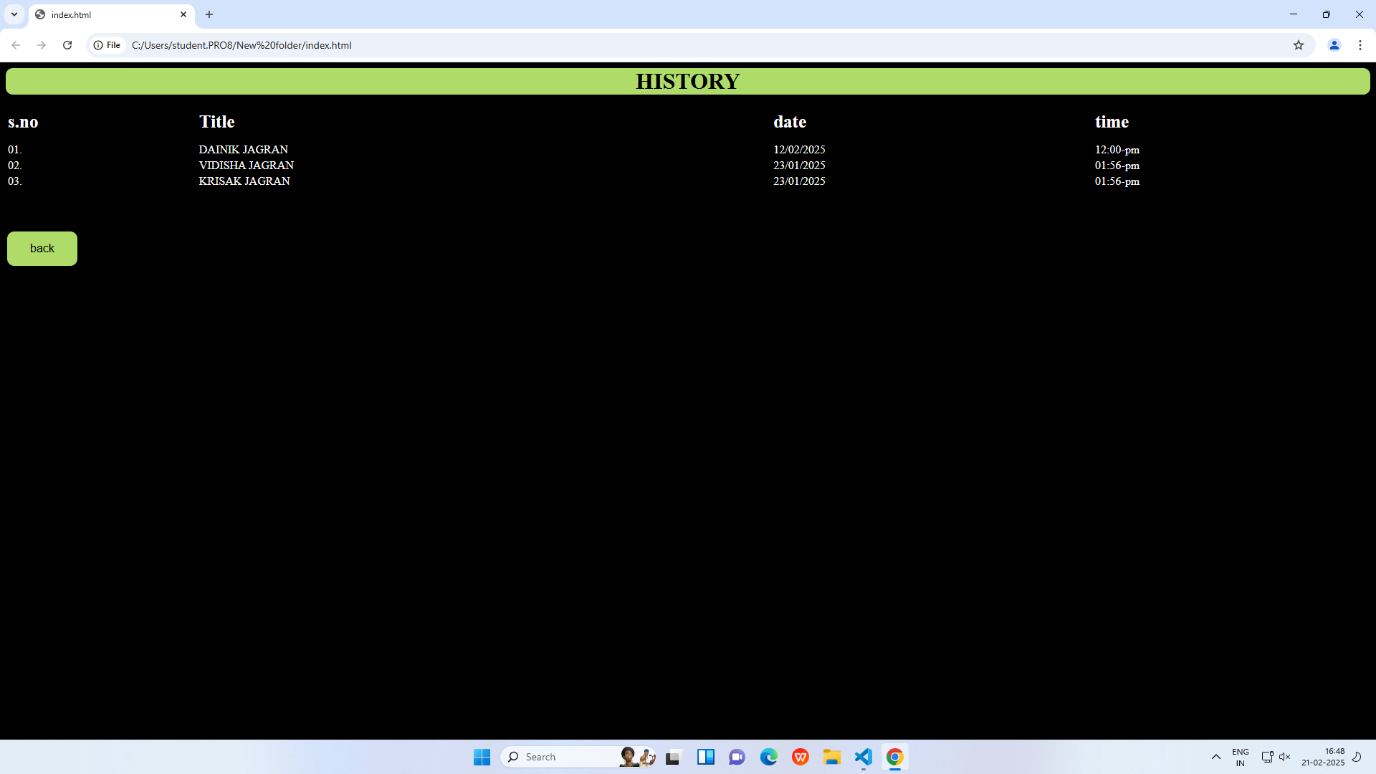 index.html
File C:/Users/student.PRO8/New%20folder/index.html
HISTORY
s.no Title date time
01. DAINIK JAGRAN 12/02/2025 12:00-pm
02. VIDISHA JAGRAN 23/01/2025 01:56-pm
03. KRISAK JAGRAN 23/01/2025 01:56-pm
back
Search ENG 16:48
IN 21-02-2025